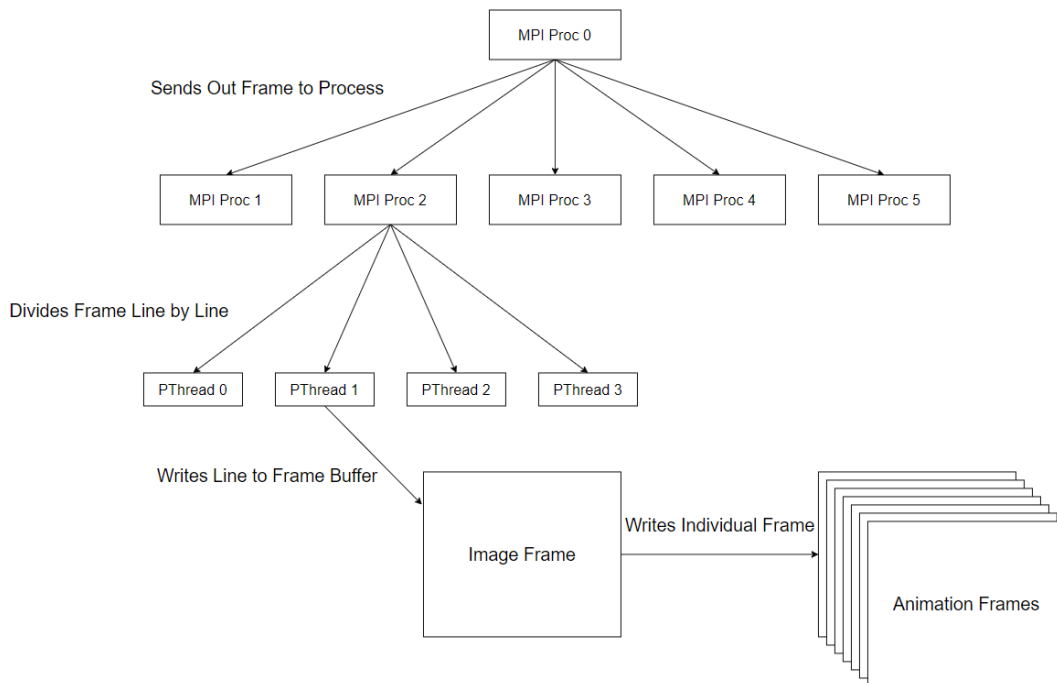 MPI Proc 0
Sends Out Frame to Process
MPI Proc 1
MPI Proc 2
MPI Proc 3
MPI Proc 4
MPI Proc 5
Divides Frame Line by Line
PThread 0
PThread 1
PThread 2
PThread 3
Writes Line to Frame Buffer
Image Frame
Writes Individual Frame
Animation Frames